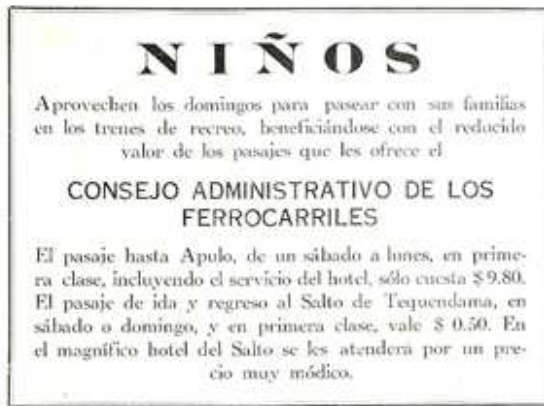 NIÑOS
Aprovechen los domingos para pasear con sus familias
en los trenes de recreo, beneficiándose con el reducido
valor de los pasajes que les ofrece el
CONSEJO ADMINISTRATIVO DE LOS
FERROCARRILES
El pasaje hasta Apulo, de un sábado a lunes, en prime-
ra clase, incluyendo el servicio del hotel, sólo cuesta $ 9.80.
El pasaje de ida y regreso al Salto de Tequendama, en
sábado o domingo, y en primera clase, vale $ 0.50. En
el magnífico hotel del Salto se les atenderá por un pre-
cio muy módico.